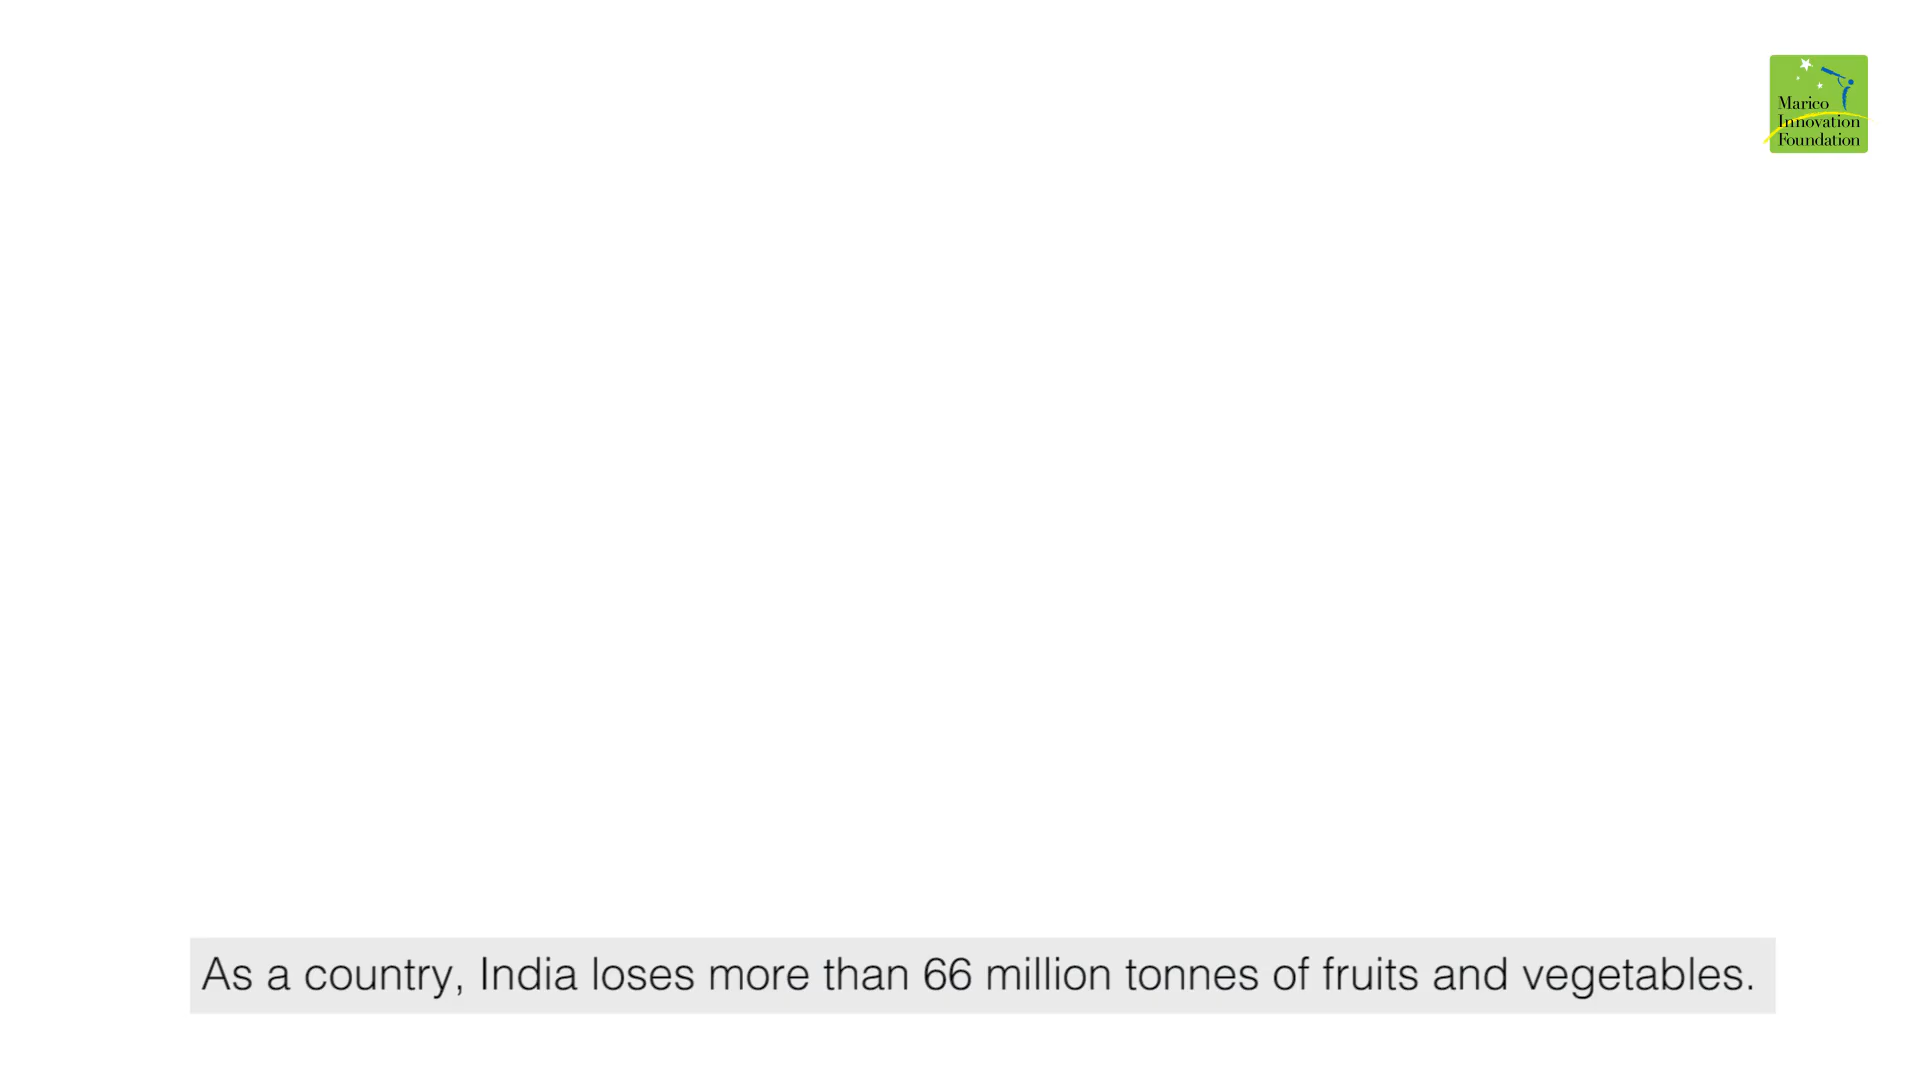 Marico
Innovation
Foundation
As a country, India loses more than 66 million tonnes of fruits and vegetables.